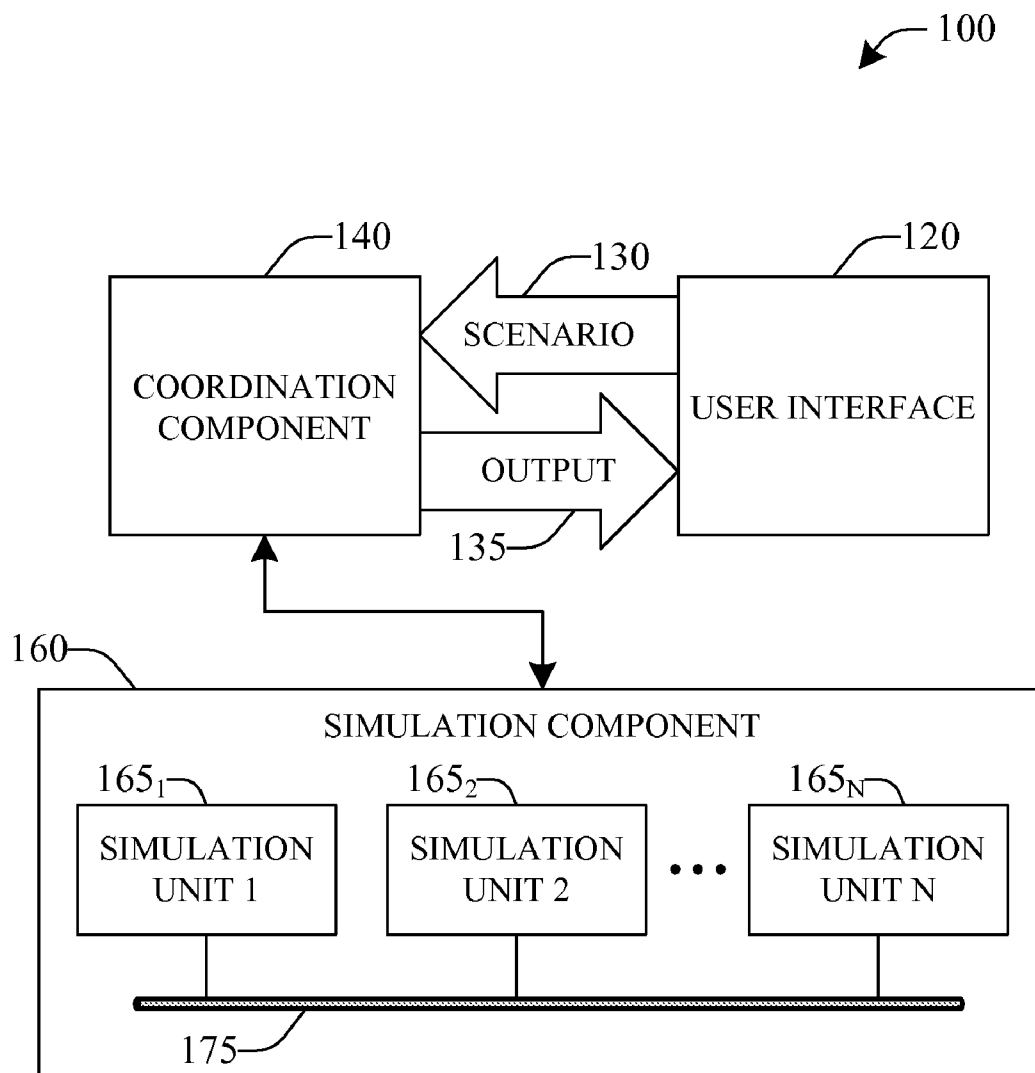 100
140
130
120
SCENARIO
COORDINATION
COMPONENT
USER INTERFACE
OUTPUT
135
160
SIMULATION COMPONENT
165₁
165₂
165_N
SIMULATION
UNIT 1
SIMULATION
UNIT 2
•••
SIMULATION
UNIT N
175